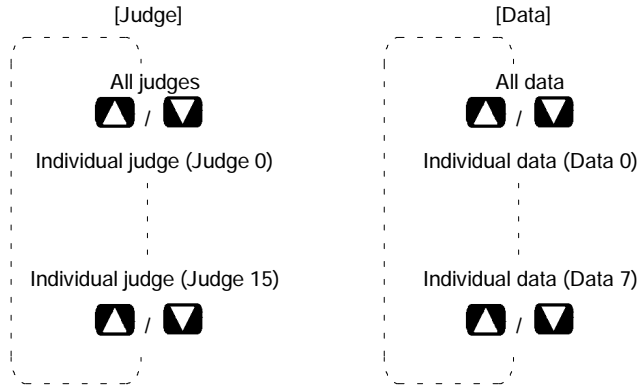 [Judge]
All judges
/
Individual judge (Judge 0)
Individual judge (Judge 15)
/
[Data]
All data
/
Individual data (Data 0)
Individual data (Data 7)
/